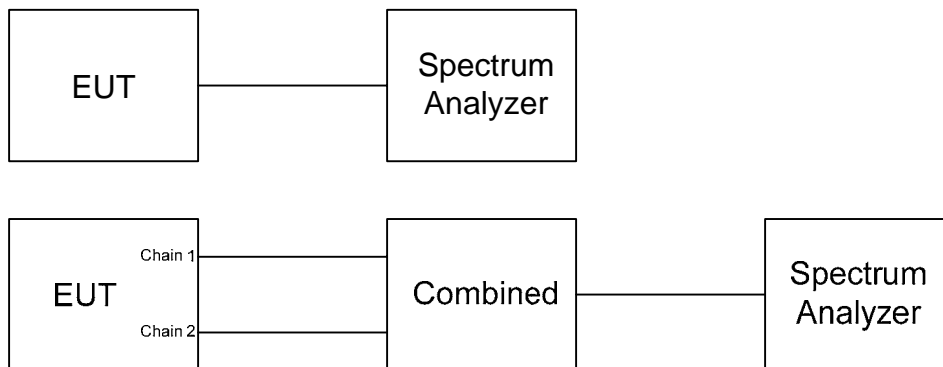 EUT
Spectrum
Analyzer
Chain 1
EUT
Chain 2
Combined
Spectrum
Analyzer